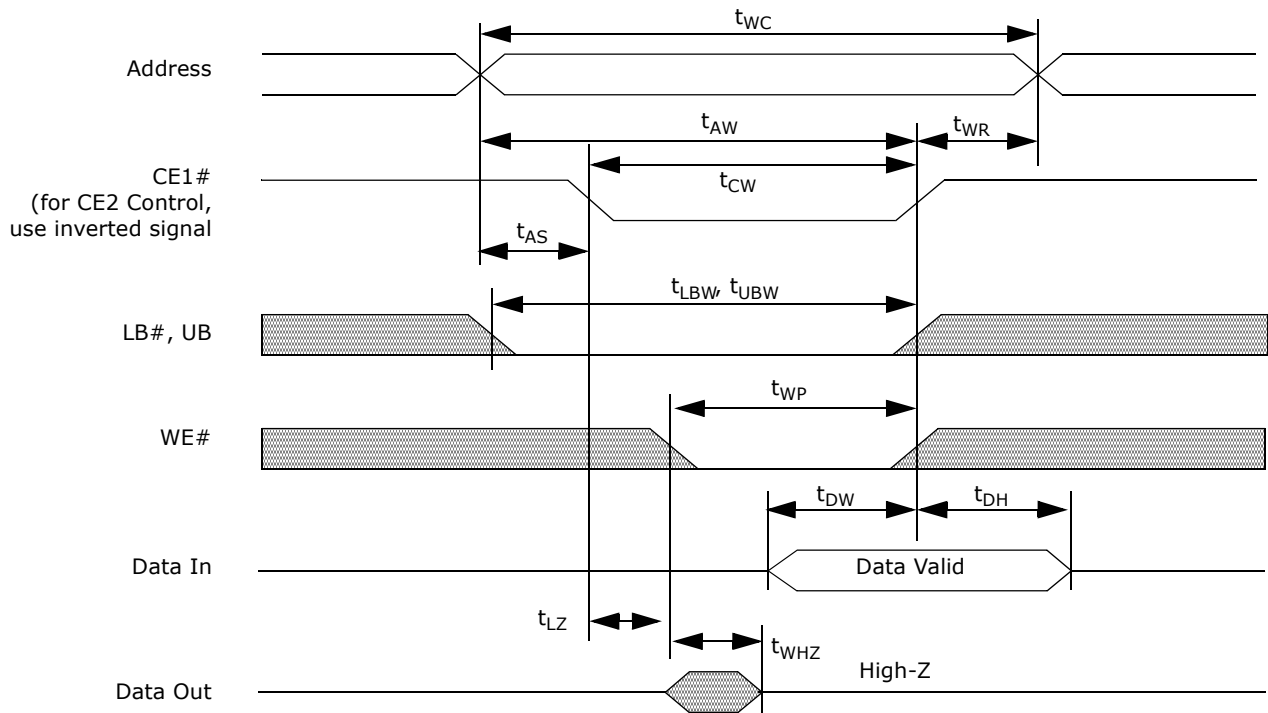 tWC
Address
tAW
tWR
CE1#
(for CE2 Control,
use inverted signal
tCW
tAS
tLBW, tUBW
LB#, UB
tWP
WE#
tDW
tDH
Data In
Data Valid
tLZ
tWHZ
High-Z
Data Out